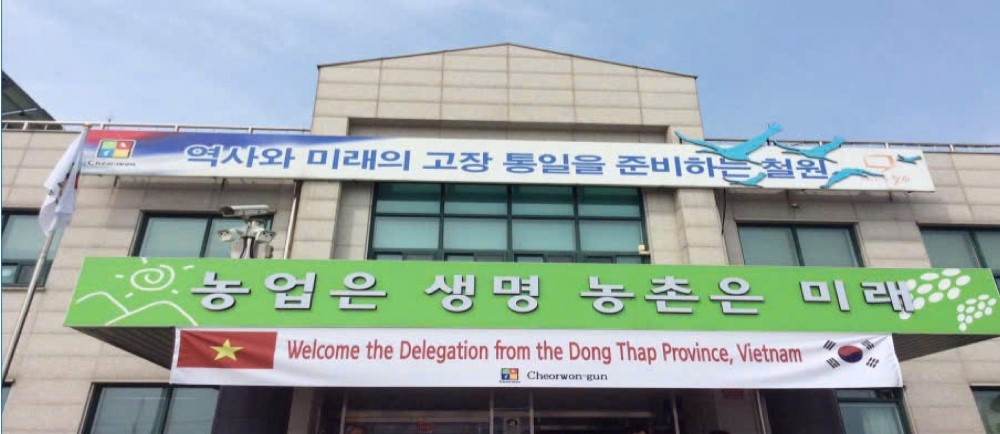 Cheorwon
역사와 미래의 고장 통일을 준비하는 철원
농업은 생명 농촌은 미래
Welcome the Delegation from the Dong Thap Province, Vietnam
Cheorwon-gun